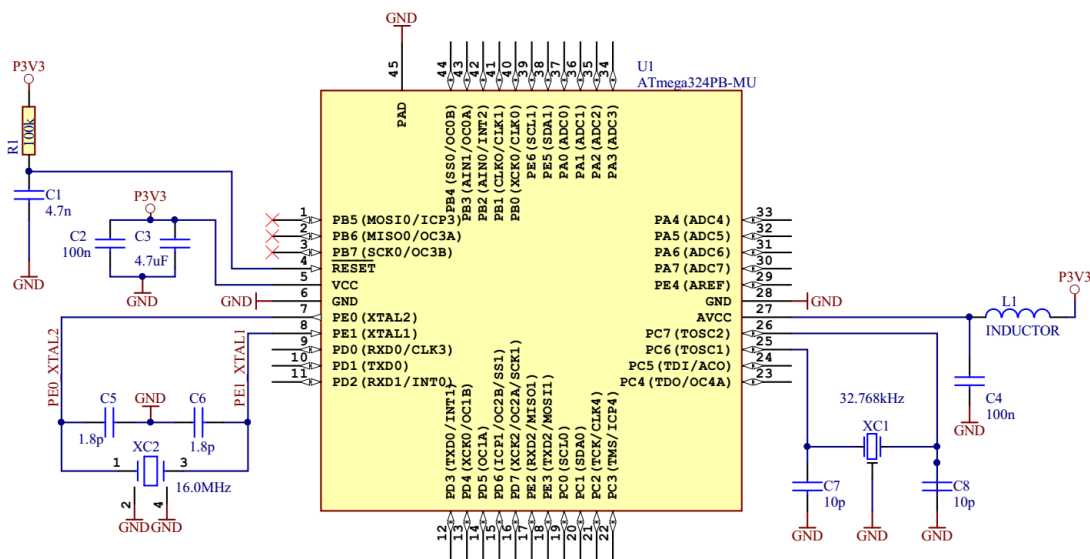 GND
45
PAD
44
43
42
41
40
39
38
37
36
35
34
U1
ATmega324PB-MU
PB4(SS0/OC0B)
PB3(AIN1/OC0A)
PB2(AIN0/INT2)
PB1(CLKO/CLK1)
PB0(XCK0/CLK0)
PE6(SCL1)
PE5(SDA1)
PA0(ADC0)
PA1(ADC1)
PA2(ADC2)
PA3(ADC3)
P3V3
R1
100k
C1
4.7n
GND
P3V3
C2
100n
C3
4.7uF
GND
1 PB5(MOSI0/ICP3)
2 PB6(MISO0/OC3A)
3 PB7(SCK0/OC3B)
4 RESET
5 VCC
GND 6 GND
7 PE0(XTAL2)
8 PE1(XTAL1)
9 PD0(RXD0/CLK3)
10 PD1(TXD0)
11 PD2(RXD1/INT0)
PA4(ADC4) 33
PA5(ADC5) 32
PA6(ADC6) 31
PA7(ADC7) 30
PE4(AREF) 29
GND 28 GND
AVCC 27
PC7(TOSC2) 26
PC6(TOSC1) 25
PC5(TDI/ACO) 24
PC4(TDO/OC4A) 23
P3V3
L1
INDUCTOR
C4
100n
GND
PE0 XTAL2
PE1 XTAL1
C5
1.8p
GND
C6
1.8p
XC2
1
3
16.0MHz
2
4
GND
GND
32.768kHz
XC1
C7
10p
C8
10p
GND
GND
GND
PD3(TXD0/INT1)
PD4(XCK0/OC1B)
PD5(OC1A)
PD6(ICP1/OC2B/SS1)
PD7(XCK2/OC2A/SCK1)
PE2(RXD2/MISO1)
PE3(TXD2/MOSI1)
PC0(SCL0)
PC1(SDA0)
PC2(TCK/CLK4)
PC3(TMS/ICP4)
12
13
14
15
16
17
18
19
20
21
22